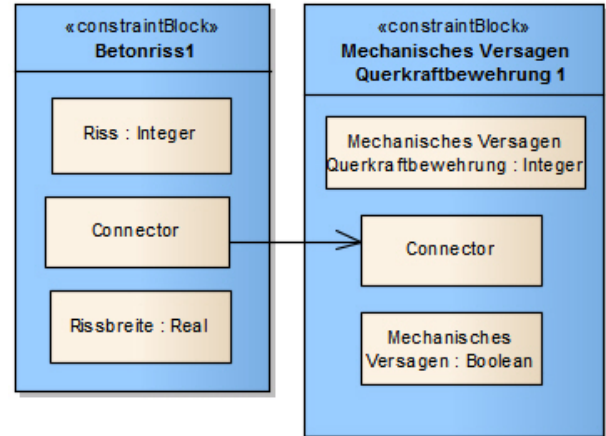 «constraintBlock»
Betonriss1
Riss : Integer
Connector
Rissbreite : Real
«constraintBlock»
Mechanisches Versagen
Querkraftbewehrung 1
Mechanisches Versagen
Querkraftbewehrung : Integer
Connector
Mechanisches
Versagen : Boolean